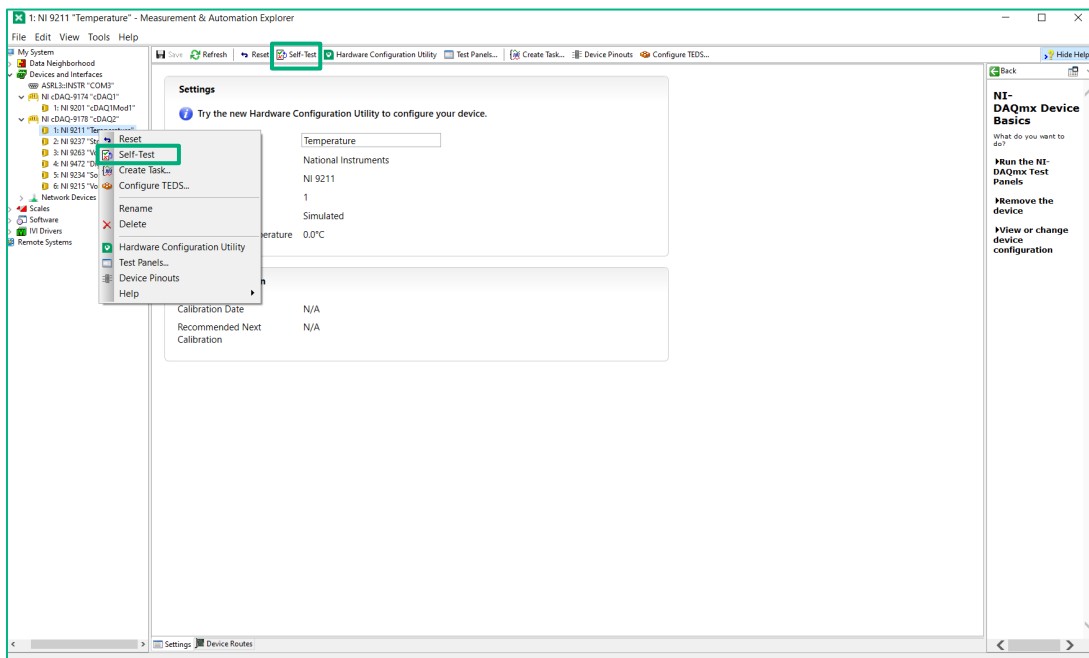 1: NI 9211 "Temperature" - Measurement & Automation Explorer
File Edit View Tools Help
My System
Data Neighborhood
Devices and Interfaces
ASRL3::INSTR "COM3"
NI cDAQ-9174 "cDAQ1"
1: NI 9201 "cDAQ1Mod1"
NI cDAQ-9178 "cDAQ2"
1: NI 9211 "Temperature"
2: NI 9237 "Str
3: NI 9263 "Vo
4: NI 9472 "Di
5: NI 9234 "So
6: NI 9215 "Vo
Network Devices
Scales
Software
IVI Drivers
Remote Systems
Reset
Self-Test
Create Task...
Configure TEDS...
Rename
Delete
Hardware Configuration Utility
Test Panels...
Device Pinouts
Help
Save Refresh Reset Self-Test Hardware Configuration Utility Test Panels... Create Task... Device Pinouts Configure TEDS... Hide Help
Settings
Try the new Hardware Configuration Utility to configure your device.
Temperature
National Instruments
NI 9211
1
Simulated
erature 0.0°C
n
Calibration Date N/A
Recommended Next N/A
Calibration
Settings Device Routes
Back
NI-
DAQmx Device
Basics
What do you want to
do?
Run the NI-
DAQmx Test
Panels
Remove the
device
View or change
device
configuration